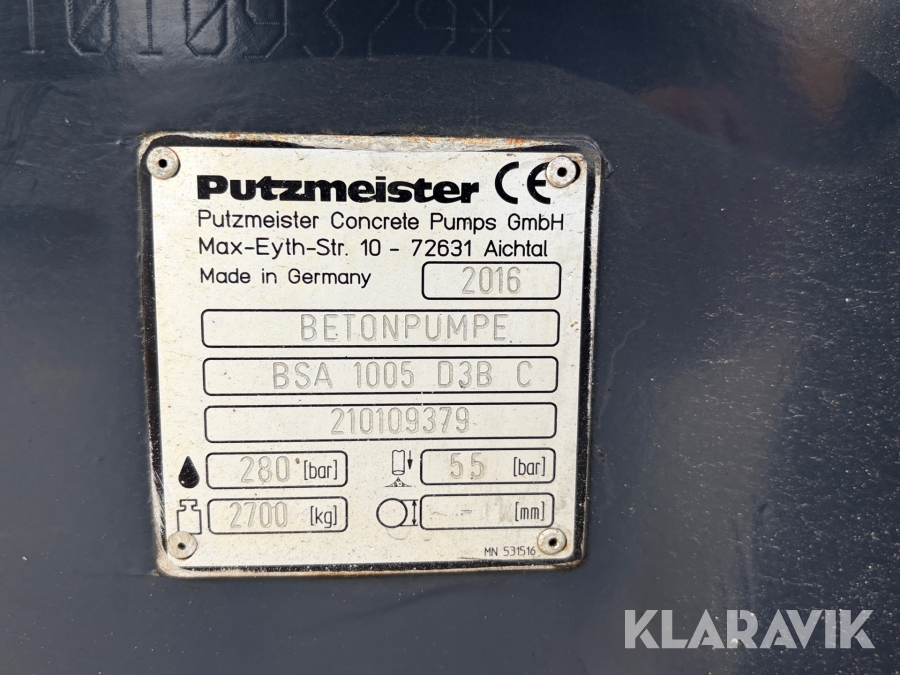 10109379*
Putzmeister CE
Putzmeister Concrete Pumps GmbH
Max-Eyth-Str. 10 - 72631 Aichtal
Made in Germany 2016
BETONPUMPE
BSA 1005 D3B C
210109379
280 [bar] 55 [bar]
2700 [kg] - [mm]
MN 531516
KLARAVIK